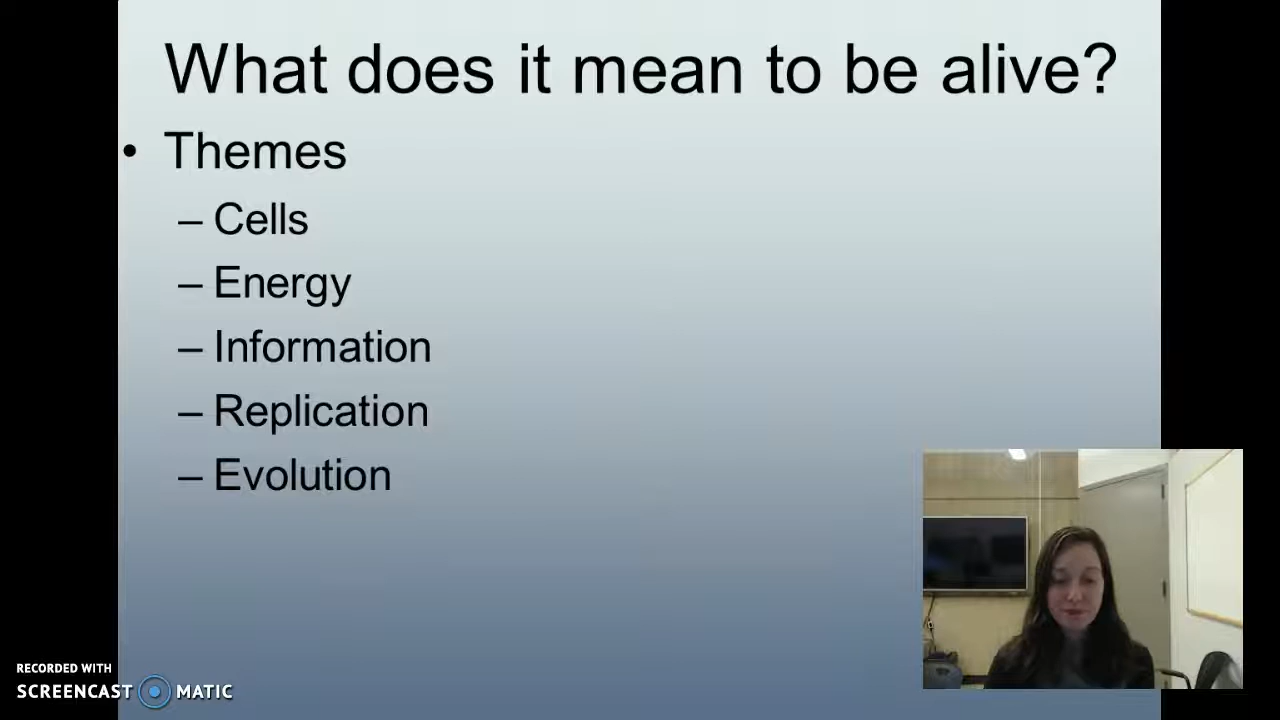 What does it mean to be alive?
• Themes
– Cells
– Energy
– Information
– Replication
– Evolution
RECORDED WITH
SCREENCAST MATIC